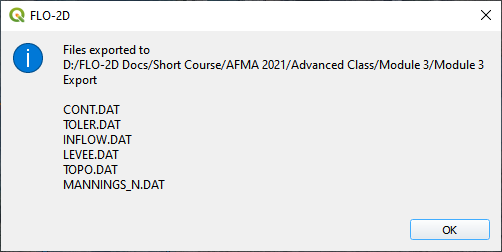 FLO-2D
Files exported to
D:/FLO-2D Docs/Short Course/AFMA 2021/Advanced Class/Module 3/Module 3
Export
CONT.DAT
TOLER.DAT
INFLOW.DAT
LEVEE.DAT
TOPO.DAT
MANNINGS_N.DAT
OK